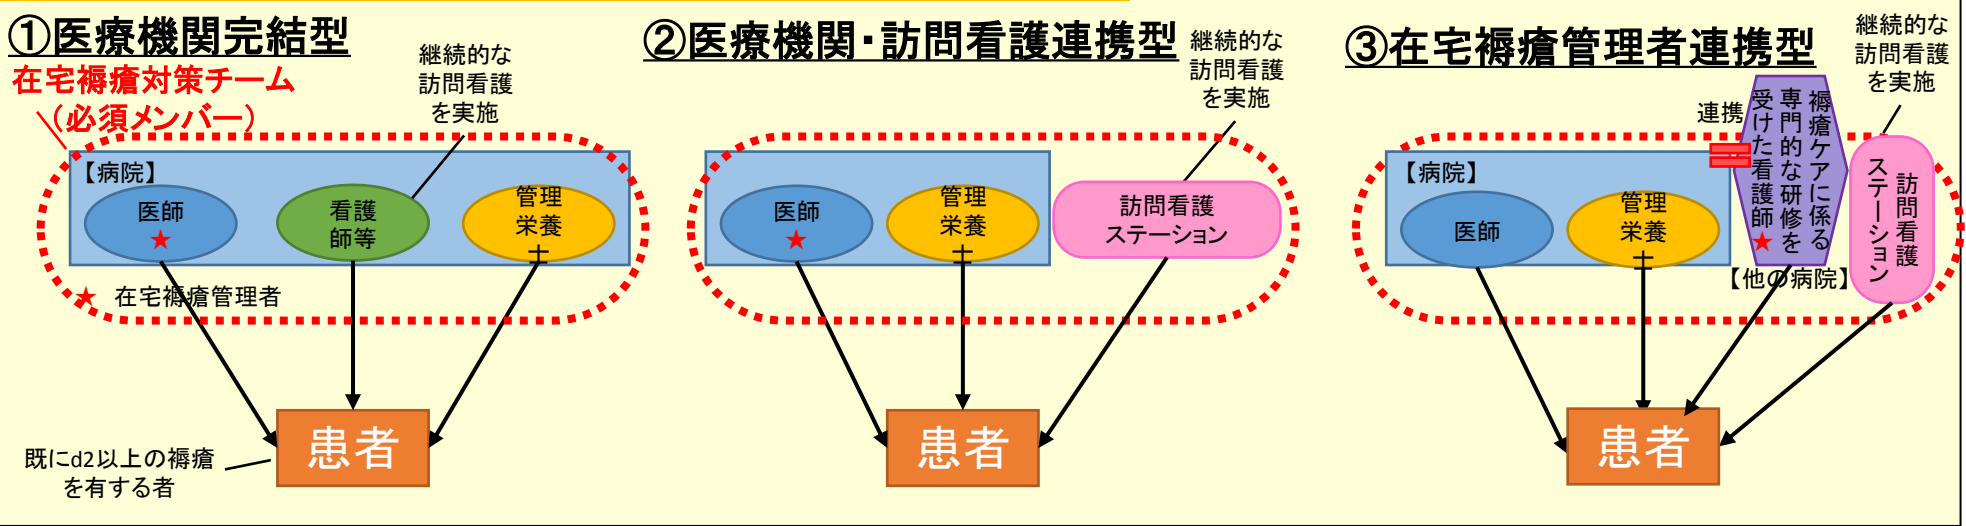 ①医療機関完結型
在宅褥瘡対策チーム
（必須メンバー）
継続的な
訪問看護
を実施
【病院】
医師
★
看護
師等
管理
栄養
士
★ 在宅褥瘡管理者
患者
既にd2以上の褥瘡
を有する者
②医療機関・訪問看護連携型
継続的な
訪問看護
を実施
医師
★
管理
栄養
士
訪問看護
ステーション
患者
③在宅褥瘡管理者連携型
継続的な
訪問看護
を実施
連携
【病院】
医師
管理
栄養
士
褥瘡ケアに係る
専門的な研修を
受けた看護師★
【他の病院】
訪問看護
ステーション
患者